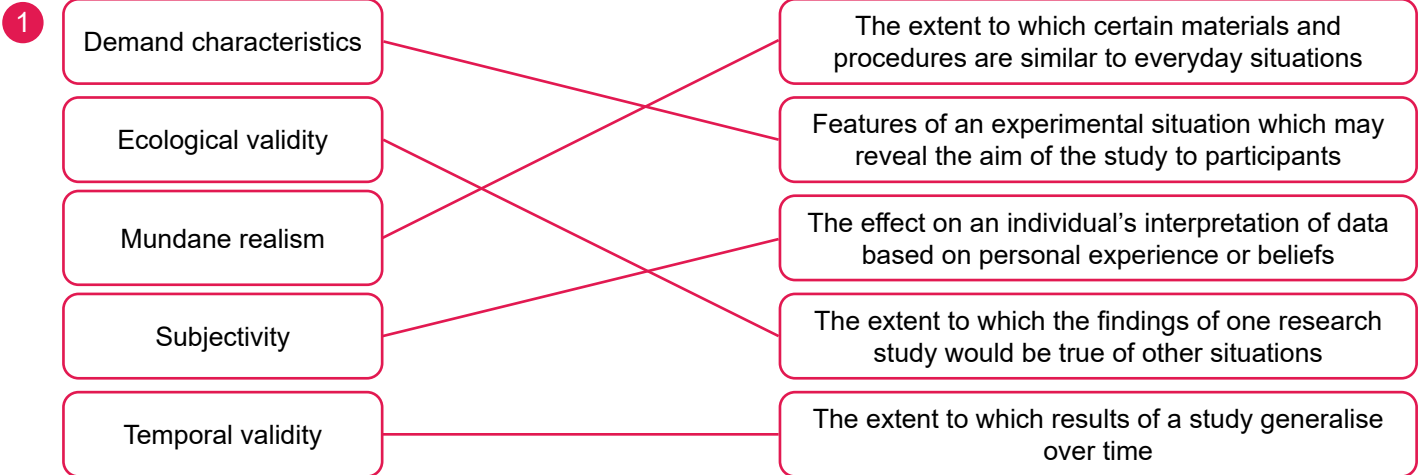 1
Demand characteristics
Ecological validity
Mundane realism
Subjectivity
Temporal validity
The extent to which certain materials and
procedures are similar to everyday situations
Features of an experimental situation which may
reveal the aim of the study to participants
The effect on an individual’s interpretation of data
based on personal experience or beliefs
The extent to which the findings of one research
study would be true of other situations
The extent to which results of a study generalise
over time